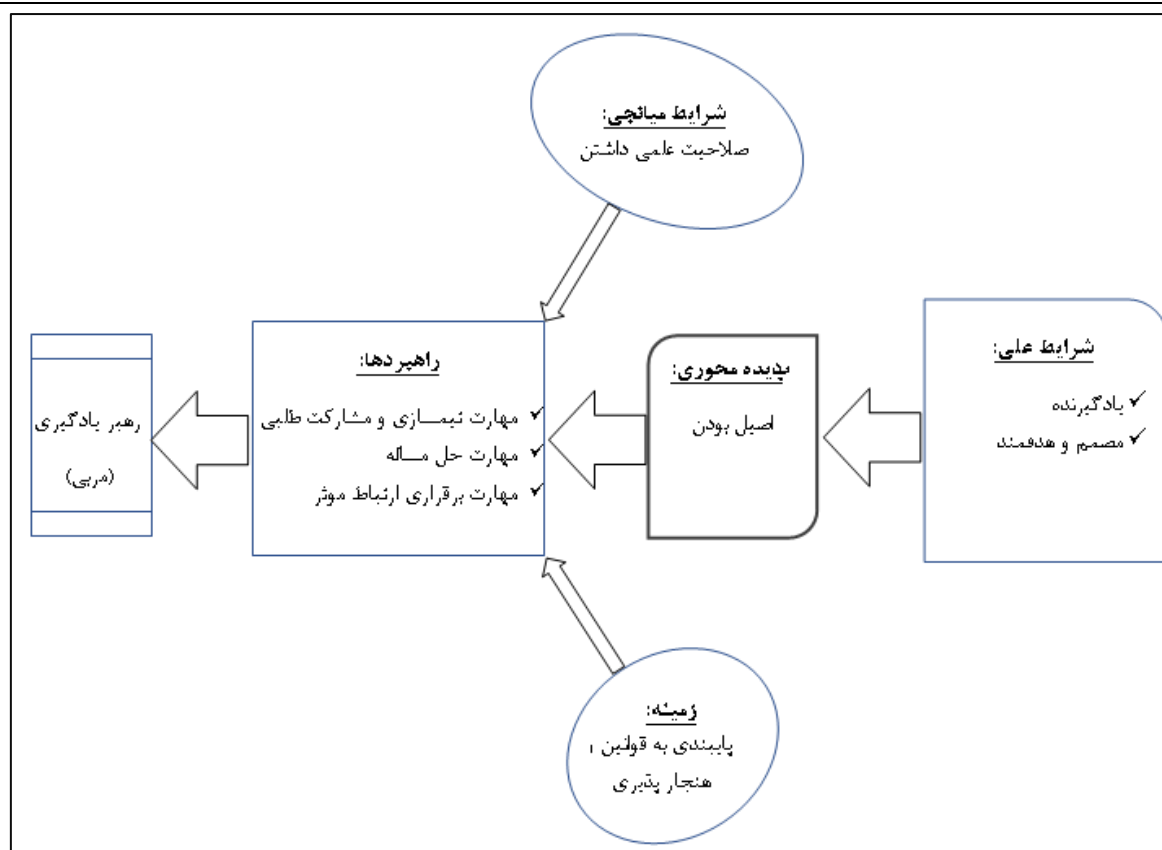 شرایط میانجی:
صلاحیت علمی داشتن
شرایط علی:
یادگیرنده
مصمم و هدفمند
پدیده محوری:
اصیل بودن
راهبردها:
مهارت تیمسازی و مشارکت طلبی
مهارت حل مساله
مهارت برقراری ارتباط موثر
رهبر یادگیری
(مربی)
زمینه:
پایبندی به قوانین و
هنجار پذیری